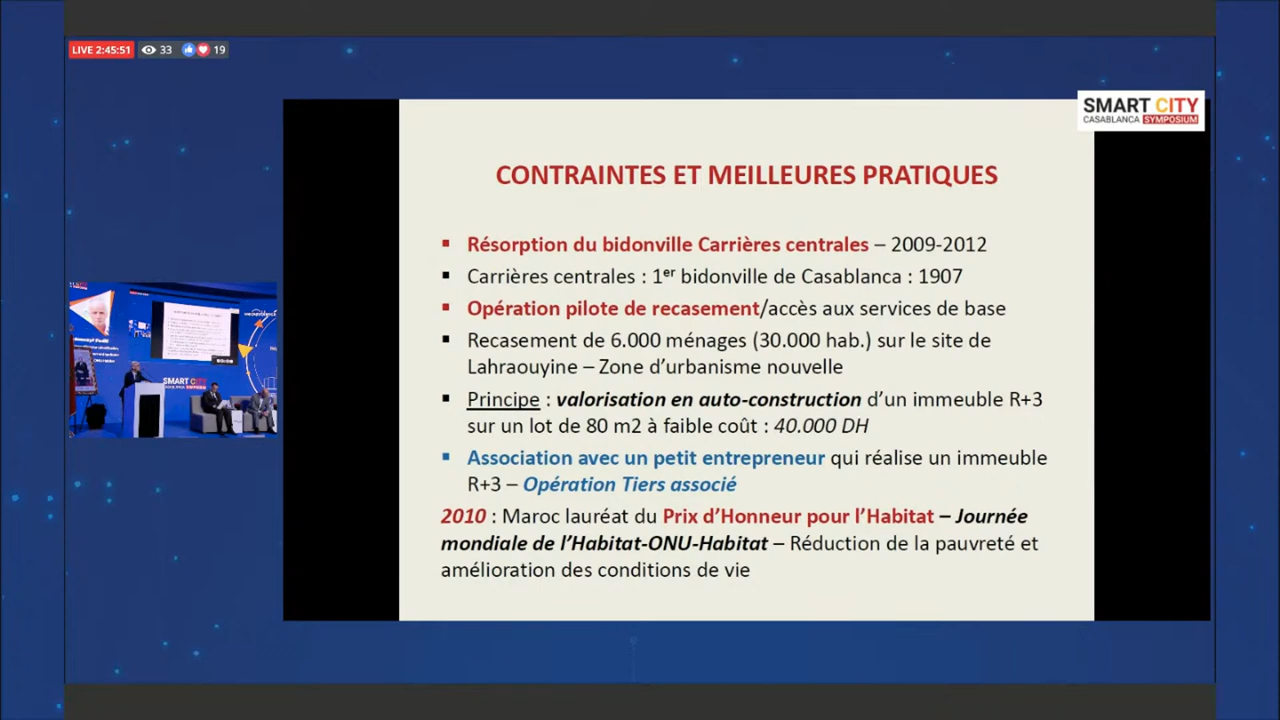 LIVE 2:45:51 33 19
SMART CITY
CASABLANCA SYMPOSIUM
CONTRAINTES ET MEILLEURES PRATIQUES
▪ Résorption du bidonville Carrières centrales – 2009-2012
▪ Carrières centrales : 1er bidonville de Casablanca : 1907
▪ Opération pilote de recasement/accès aux services de base
▪ Recasement de 6.000 ménages (30.000 hab.) sur le site de
Lahraouyine – Zone d’urbanisme nouvelle
▪ Principe : valorisation en auto-construction d’un immeuble R+3
sur un lot de 80 m2 à faible coût : 40.000 DH
▪ Association avec un petit entrepreneur qui réalise un immeuble
R+3 – Opération Tiers associé
2010 : Maroc lauréat du Prix d’Honneur pour l’Habitat – Journée
mondiale de l’Habitat-ONU-Habitat – Réduction de la pauvreté et
amélioration des conditions de vie
SMART CITY